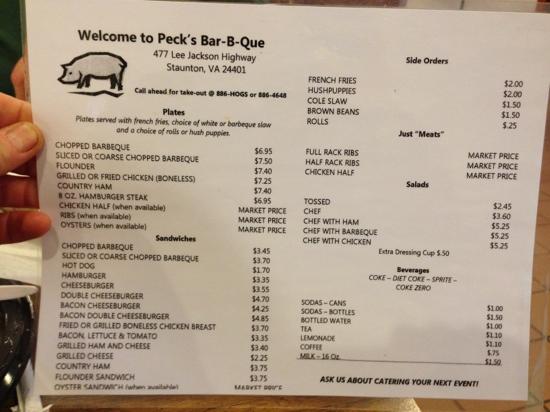 Welcome to Peck's Bar-B-Que
477 Lee Jackson Highway
Staunton, VA 24401
Call ahead for take-out @ 886-HOGS or 886-4648
Plates
Plates served with french fries, choice of white or barbeque slaw
and a choice of rolls or hush puppies.
CHOPPED BARBEQUE $6.95
SLICED OR COARSE CHOPPED BARBEQUE $7.50
FLOUNDER $7.40
GRILLED OR FRIED CHICKEN (BONELESS) $7.25
COUNTRY HAM $7.40
8 OZ. HAMBURGER STEAK $6.95
CHICKEN HALF (when available) MARKET PRICE
RIBS (when available) MARKET PRICE
OYSTERS (when available) MARKET PRICE
Sandwiches
CHOPPED BARBEQUE $3.45
SLICED OR COARSE CHOPPED BARBEQUE $3.70
HOT DOG $1.70
HAMBURGER $3.35
CHEESEBURGER $3.55
DOUBLE CHEESEBURGER $4.70
BACON CHEESEBURGER $4.25
BACON DOUBLE CHEESEBURGER $4.85
FRIED OR GRILLED BONELESS CHICKEN BREAST $3.70
BACON, LETTUCE & TOMATO $3.35
GRILLED HAM AND CHEESE $3.40
GRILLED CHEESE $2.25
COUNTRY HAM $3.75
FLOUNDER SANDWICH $3.75
OYSTER SANDWICH (when available) MARKET PRICE
Side Orders
FRENCH FRIES $2.00
HUSHPUPPIES $2.00
COLE SLAW $1.50
BROWN BEANS $1.50
ROLLS $.25
Just "Meats"
FULL RACK RIBS MARKET PRICE
HALF RACK RIBS MARKET PRICE
CHICKEN HALF MARKET PRICE
Salads
TOSSED $2.45
CHEF $3.60
CHEF WITH HAM $5.25
CHEF WITH BARBEQUE $5.25
CHEF WITH CHICKEN $5.25
Extra Dressing Cup $.50
Beverages
COKE – DIET COKE – SPRITE –
COKE ZERO
SODAS – CANS $1.00
SODAS – BOTTLES $1.50
BOTTLED WATER $1.00
TEA $1.10
LEMONADE $1.10
COFFEE $.75
MILK – 16 Oz. $1.50
ASK US ABOUT CATERING YOUR NEXT EVENT!